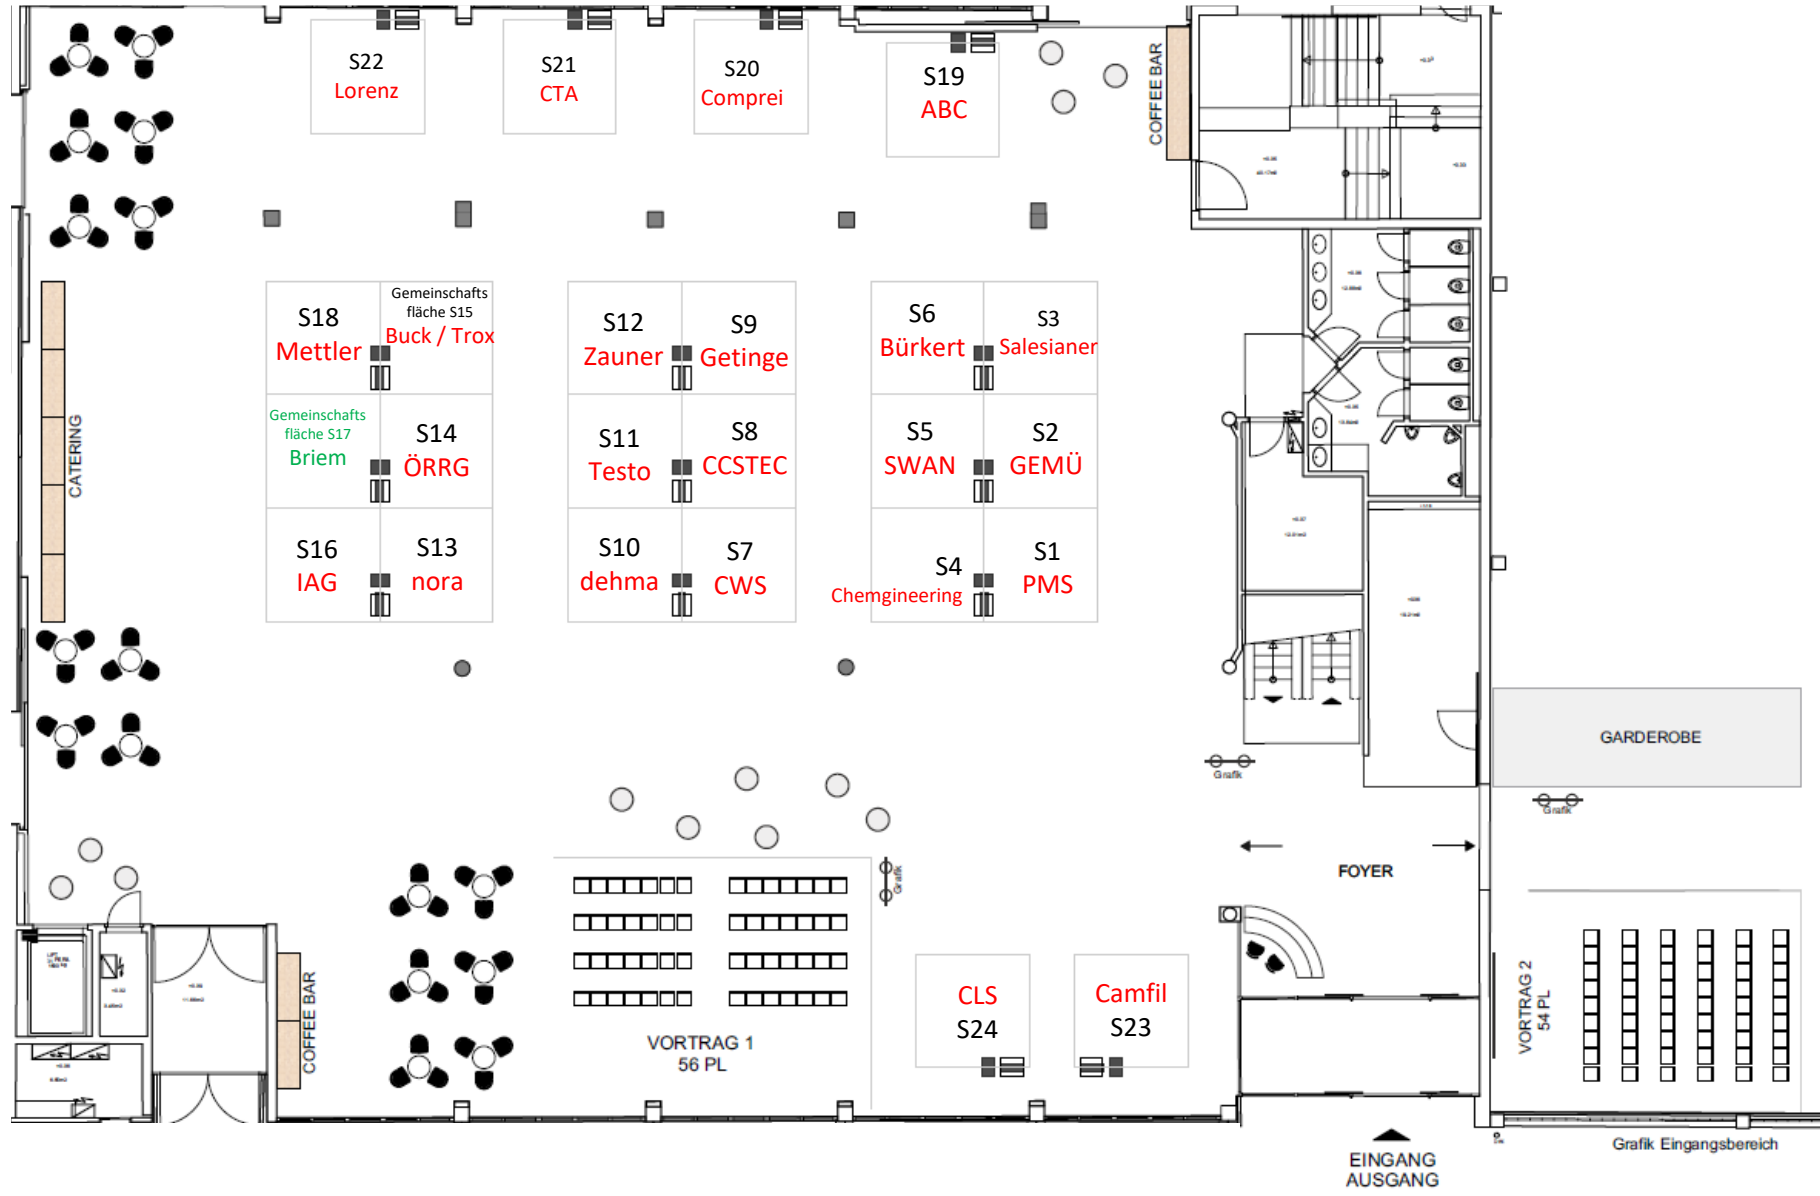 S22
Lorenz
S21
CTA
S20
Comprei
S19
ABC
COFFEE BAR
S18
Mettler
Gemeinschafts
fläche S15
Buck / Trox
S12
Zauner
S9
Getinge
S6
Bürkert
S3
Salesianer
Gemeinschafts
fläche S17
Briem
S14
ÖRRG
S11
Testo
S8
CCSTEC
S5
SWAN
S2
GEMÜ
CATERING
S16
IAG
S13
nora
S10
dehma
S7
CWS
S4
Chemgineering
S1
PMS
GARDEROBE
Grafik
Grafik
Grafik
FOYER
COFFEE BAR
VORTRAG 1
56 PL
CLS
S24
Camfil
S23
VORTRAG 2
54 PL
EINGANG
AUSGANG
Grafik Eingangsbereich